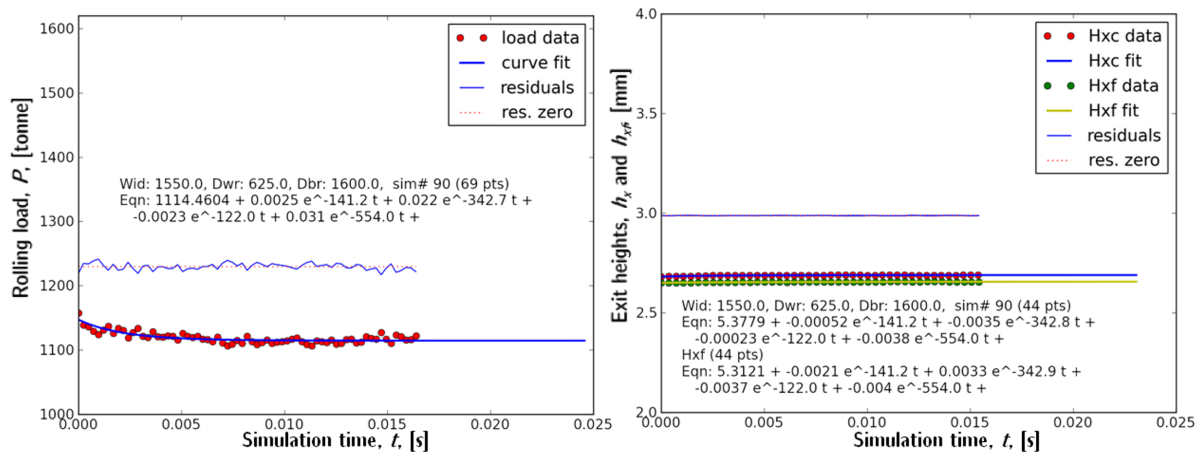 1600
1500
1400
1300
1200
1100
1000
Rolling load, P, [tonne]
load data
curve fit
residuals
res. zero
Wid: 1550.0, Dwr: 625.0, Dbr: 1600.0, sim# 90 (69 pts)
Eqn: 1114.4604 + 0.0025 e^-141.2 t + 0.022 e^-342.7 t +
-0.0023 e^-122.0 t + 0.031 e^-554.0 t +
0.000 0.005 0.010 0.015 0.020 0.025
Simulation time, t, [s]
4.0
3.5
3.0
2.5
2.0
Exit heights, hx and hxfi [mm]
Hxc data
Hxc fit
Hxf data
Hxf fit
residuals
res. zero
Wid: 1550.0, Dwr: 625.0, Dbr: 1600.0, sim# 90 (44 pts)
Eqn: 5.3779 + -0.00052 e^-141.2 t + -0.0035 e^-342.8 t +
-0.00023 e^-122.0 t + -0.0038 e^-554.0 t +
Hxf (44 pts)
Eqn: 5.3121 + -0.0021 e^-141.2 t + 0.0033 e^-342.9 t +
-0.0037 e^-122.0 t + -0.004 e^-554.0 t +
0.000 0.005 0.010 0.015 0.020 0.025
Simulation time, t, [s]